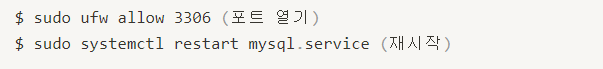 $ sudo ufw allow 3306 (포트 열기)
$ sudo systemctl restart mysql.service (재시작)